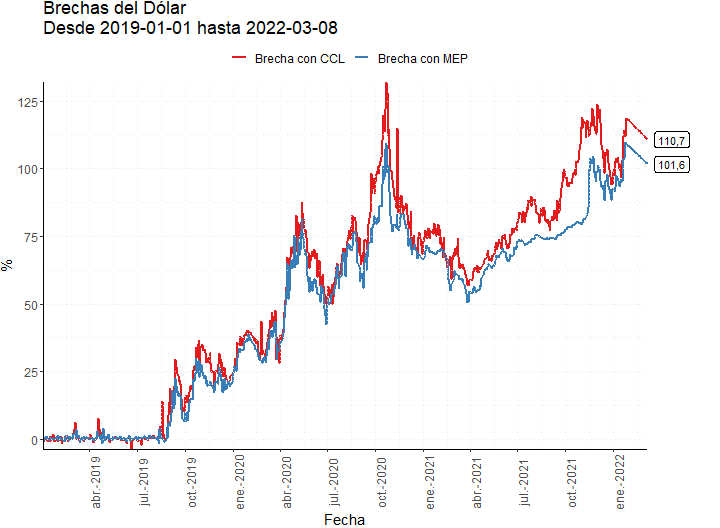 Brechas del Dólar
Desde 2019-01-01 hasta 2022-03-08
Brecha con CCL
Brecha con MEP
125
100
75
50
25
0
%
110,7
101,6
abr.-2019
jul.-2019
oct.-2019
ene.-2020
abr.-2020
jul.-2020
oct.-2020
ene.-2021
abr.-2021
jul.-2021
oct.-2021
ene.-2022
Fecha